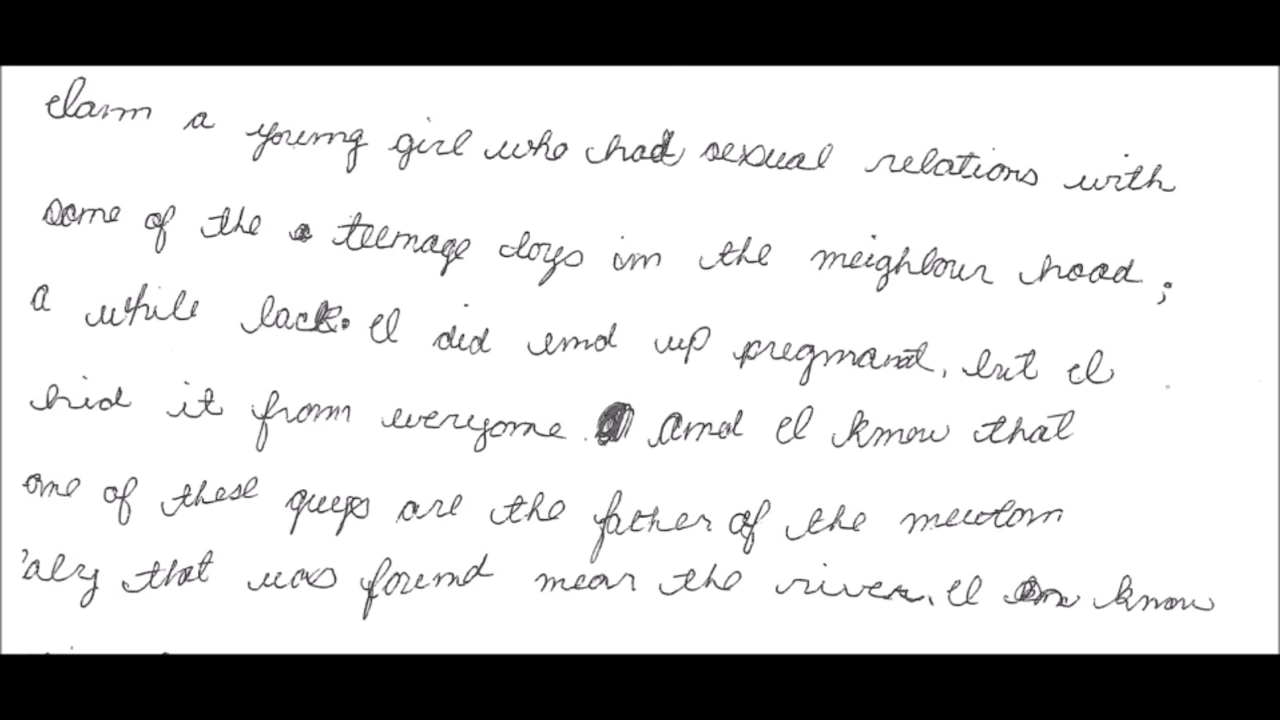 I am a young girl who had sexual relations with
some of the teenage boys in the neighbour hood;
a while back. I did end up pregnant, but I
hid it from everyone. And I know that
one of these guys are the father of the newborn
baby that was found near the river. I know